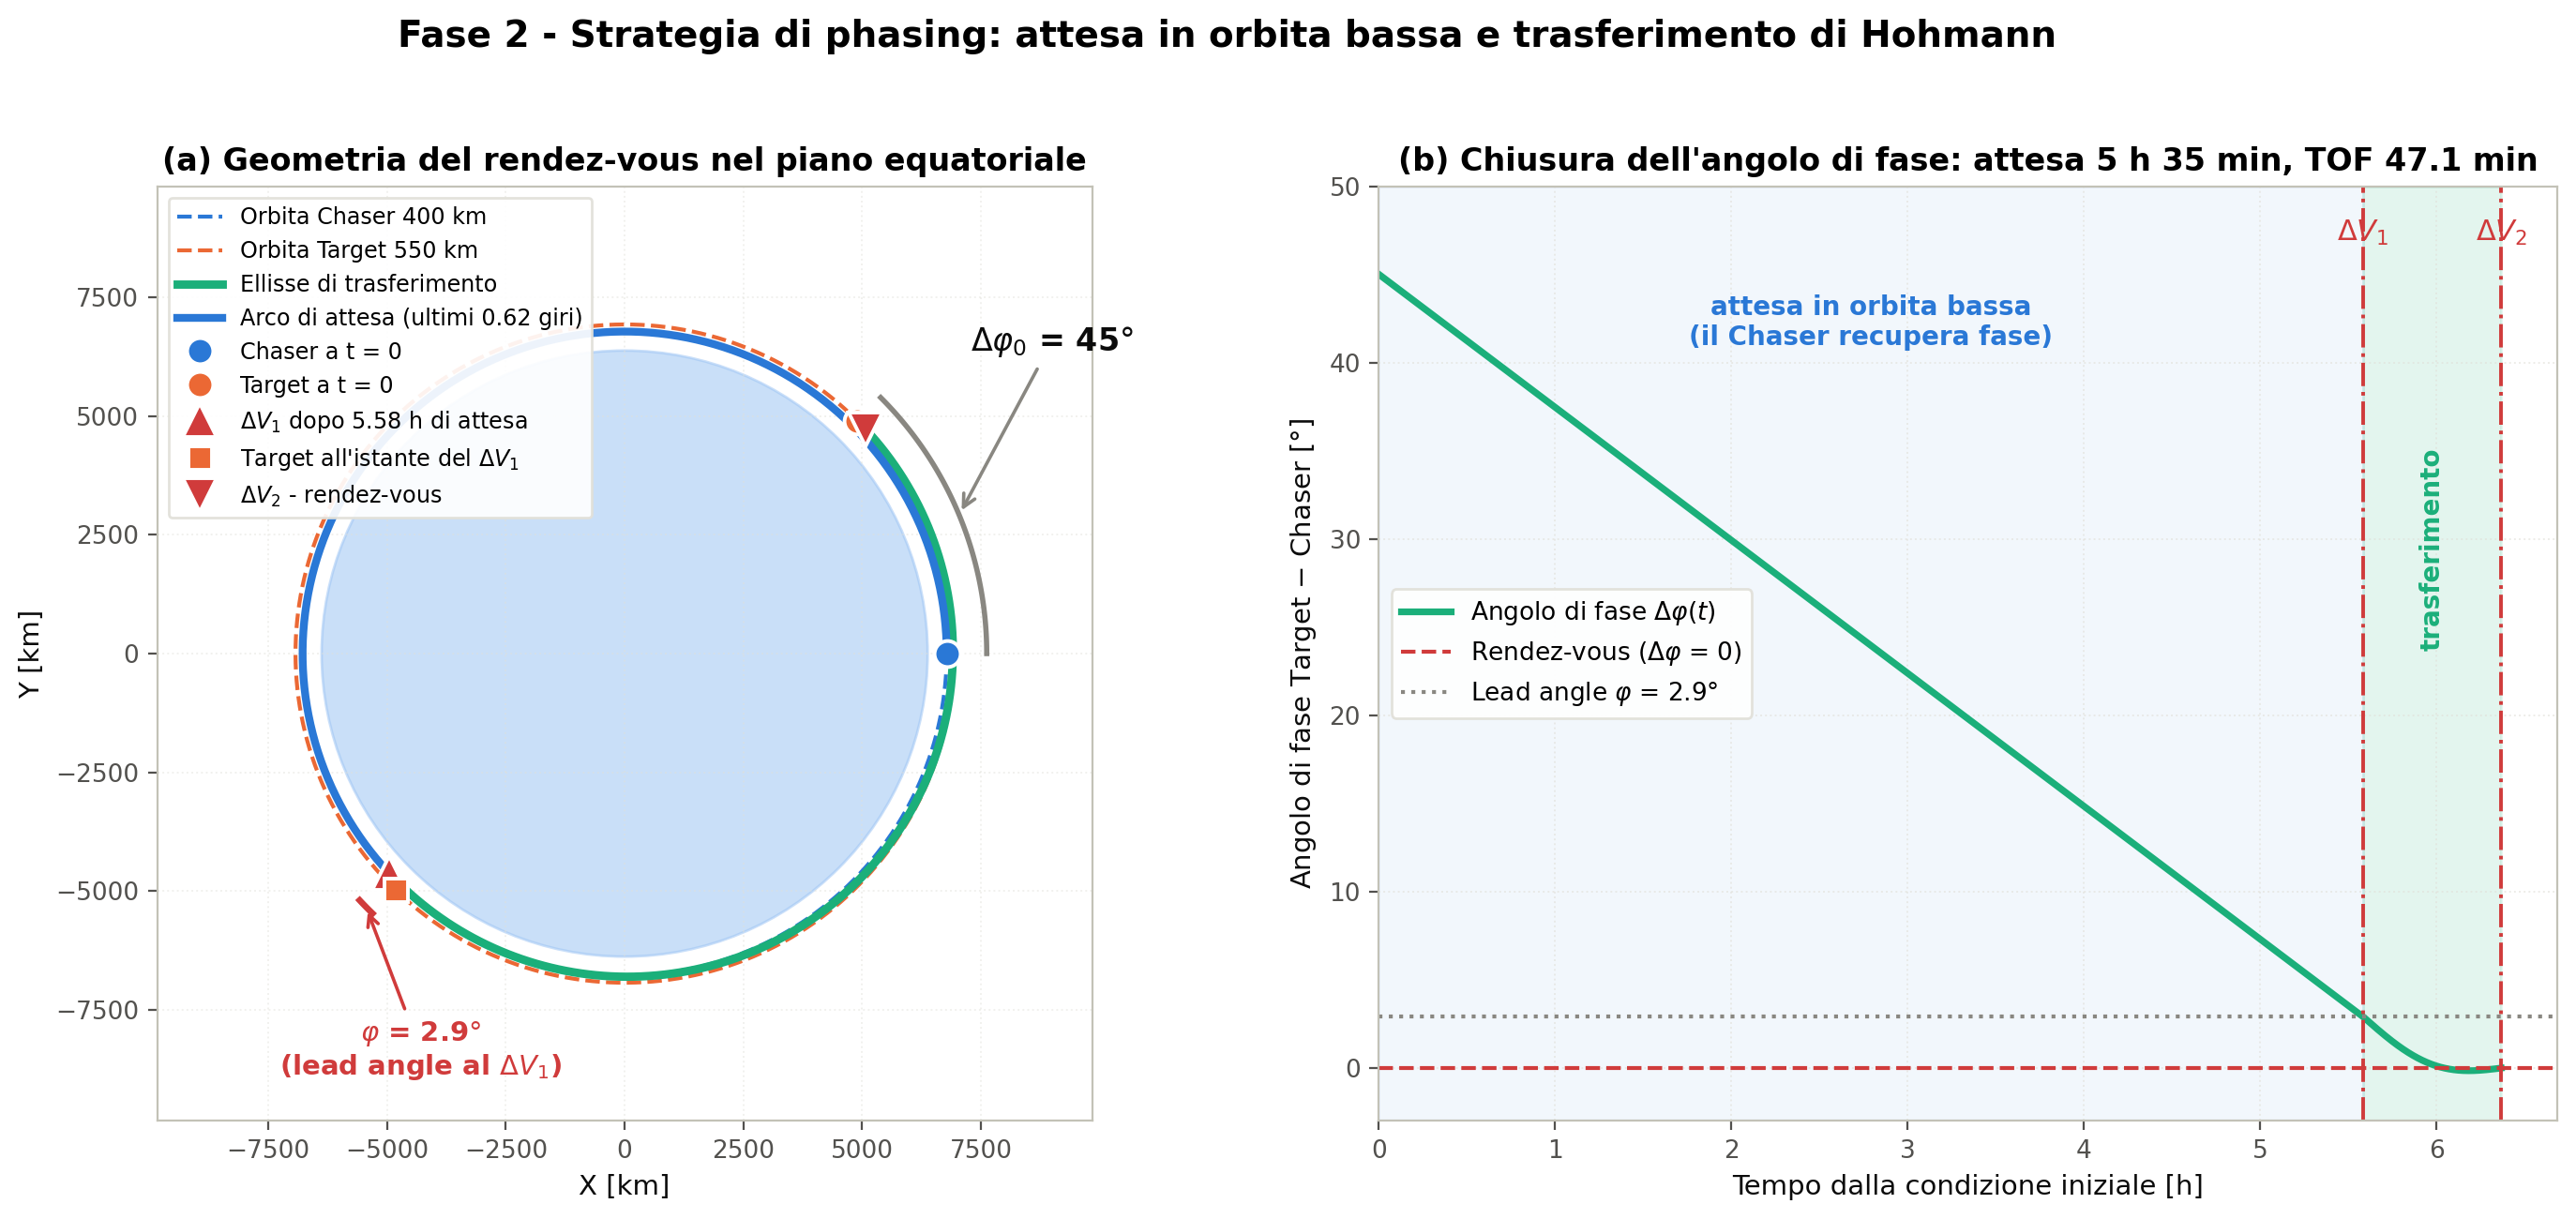 Fase 2 - Strategia di phasing: attesa in orbita bassa e trasferimento di Hohmann
(a) Geometria del rendez-vous nel piano equatoriale
Orbita Chaser 400 km
Orbita Target 550 km
Ellisse di trasferimento
Arco di attesa (ultimi 0.62 giri)
Chaser a t = 0
Target a t = 0
ΔV₁ dopo 5.58 h di attesa
Target all'istante del ΔV₁
ΔV₂ - rendez-vous
Δφ₀ = 45°
φ = 2.9°
(lead angle al ΔV₁)
7500
5000
2500
0
−2500
−5000
−7500
Y [km]
−7500 −5000 −2500 0 2500 5000 7500
X [km]
(b) Chiusura dell'angolo di fase: attesa 5 h 35 min, TOF 47.1 min
ΔV₁ ΔV₂
attesa in orbita bassa
(il Chaser recupera fase)
trasferimento
Angolo di fase Δφ(t)
Rendez-vous (Δφ = 0)
Lead angle φ = 2.9°
50
40
30
20
10
0
Angolo di fase Target − Chaser [°]
0 1 2 3 4 5 6
Tempo dalla condizione iniziale [h]